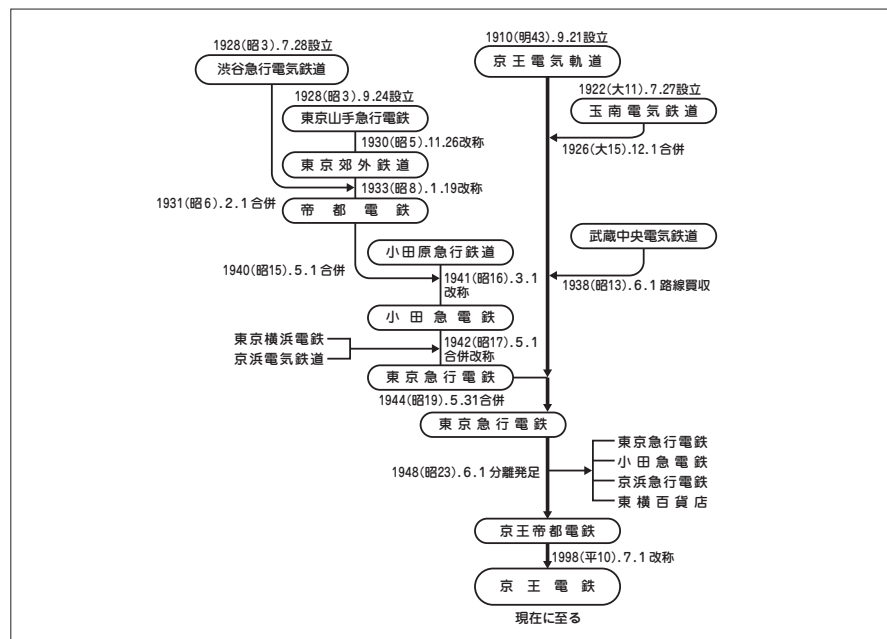 1928(昭3).7.28設立
渋谷急行電気鉄道
1928(昭3).9.24設立
東京山手急行電鉄
1930(昭5).11.26改称
東京郊外鉄道
1933(昭8).1.19改称
1931(昭6).2.1合併
帝都電鉄
1940(昭15).5.1合併
小田原急行鉄道
1941(昭16).3.1
改称
小田急電鉄
東京横浜電鉄
京浜電気鉄道
1942(昭17).5.1
合併改称
東京急行電鉄
1944(昭19).5.31合併
1910(明43).9.21設立
京王電気軌道
1922(大11).7.27設立
玉南電気鉄道
1926(大15).12.1合併
武蔵中央電気鉄道
1938(昭13).6.1路線買収
東京急行電鉄
1948(昭23).6.1分離発足
東京急行電鉄
小田急電鉄
京浜急行電鉄
東横百貨店
京王帝都電鉄
1998(平10).7.1改称
京王電鉄
現在に至る